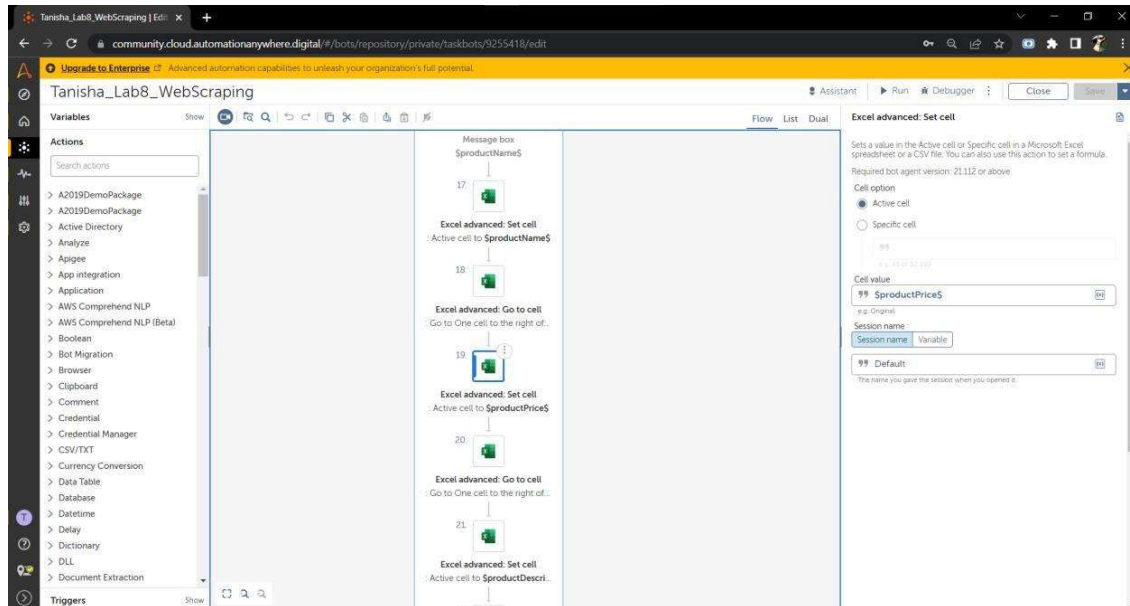 Tanisha_Lab8_WebScraping | Edit
community.cloud.automationanywhere.digital/#/bots/repository/private/taskbots/9255418/edit
Upgrade to Enterprise Advanced automation capabilities to unleash your organization's full potential.
Tanisha_Lab8_WebScraping
Assistant Run Debugger Close Save
Variables Show
Flow List Dual
Actions
Search actions
A2019DemoPackage
A2019DemoPackage
Active Directory
Analyze
Apigee
App integration
Application
AWS Comprehend NLP
AWS Comprehend NLP (Beta)
Boolean
Bot Migration
Browser
Clipboard
Comment
Credential
Credential Manager
CSV/TXT
Currency Conversion
Data Table
Database
Datetime
Delay
Dictionary
DLL
Document Extraction
Triggers Show
T
Message box
$productName$
17
Excel advanced: Set cell
: Active cell to $productName$
18
Excel advanced: Go to cell
: Go to One cell to the right of...
19
Excel advanced: Set cell
: Active cell to $productPrice$
20
Excel advanced: Go to cell
: Go to One cell to the right of...
21
Excel advanced: Set cell
Active cell to $productDescri...
Excel advanced: Set cell
Sets a value in the Active cell or Specific cell in a Microsoft Excel
spreadsheet or a CSV file. You can also use this action to set a formula.
Required bot agent version: 21.112 or above
Cell option
Active cell
Specific cell
Cell value
$productPrice$
e.g. Original
Session name
Session name Variable
Default
The name you gave the session when you opened it.